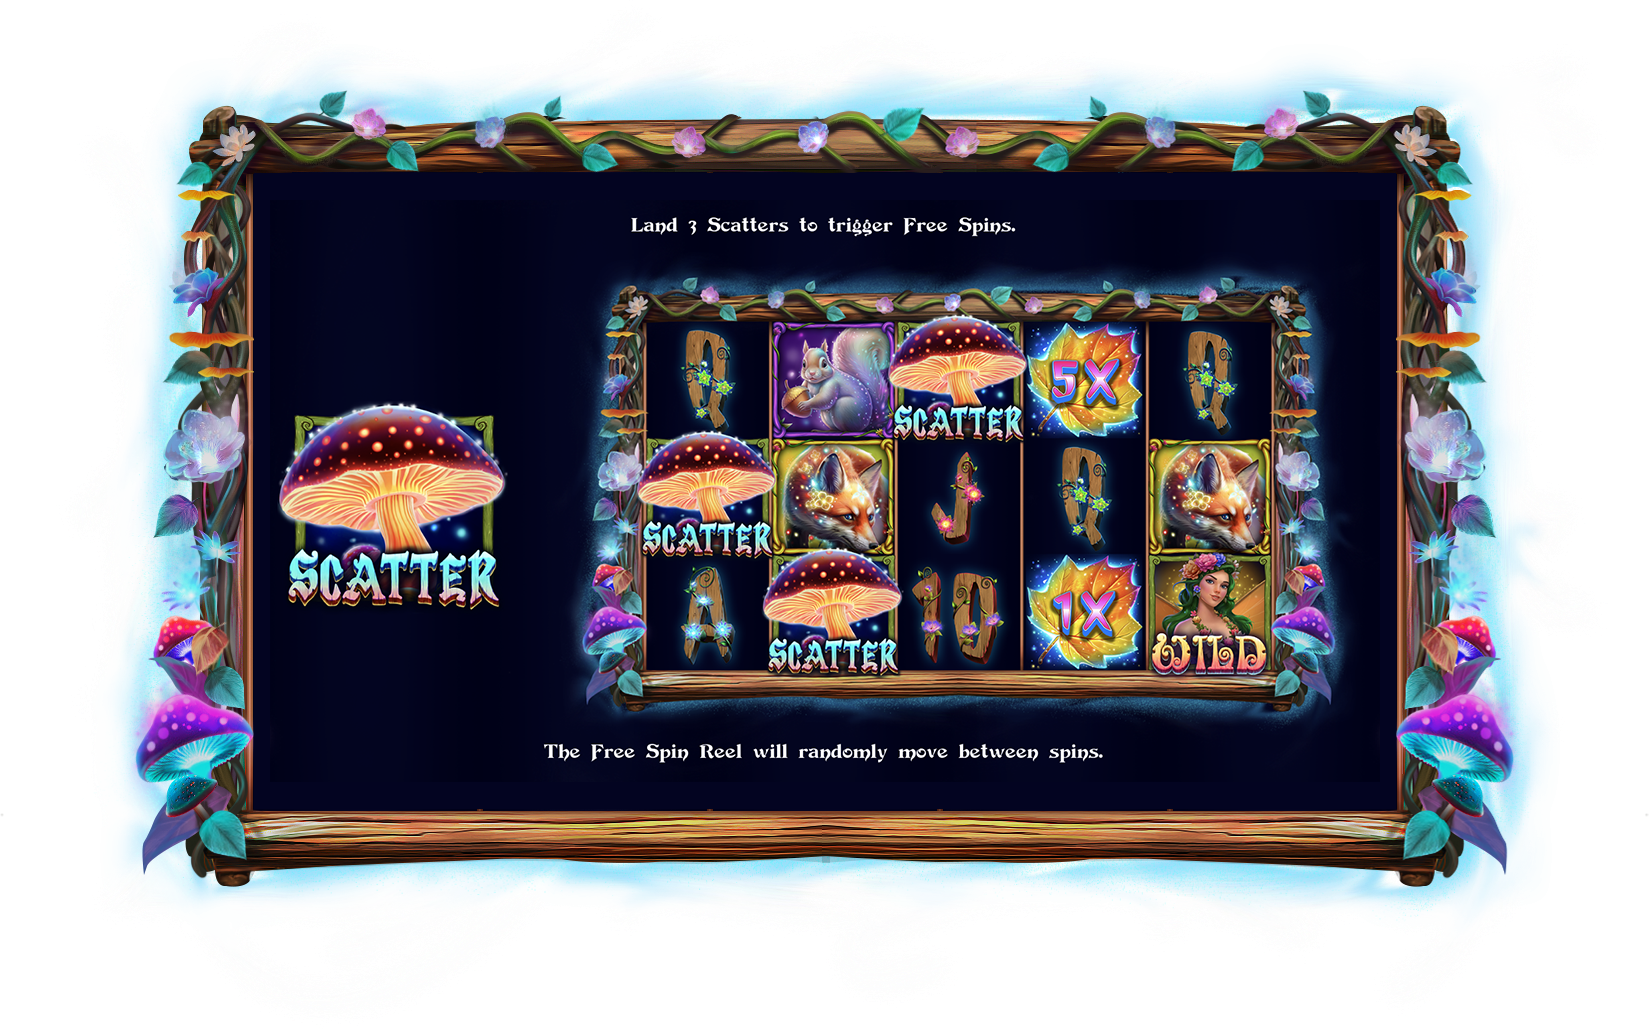 Land 3 Scatters to trigger Free Spins.
SCATTER
Q
SCATTER
5X
Q
SCATTER
J
Q
A
SCATTER
10
1X
WILD
The Free Spin Reel will randomly move between spins.